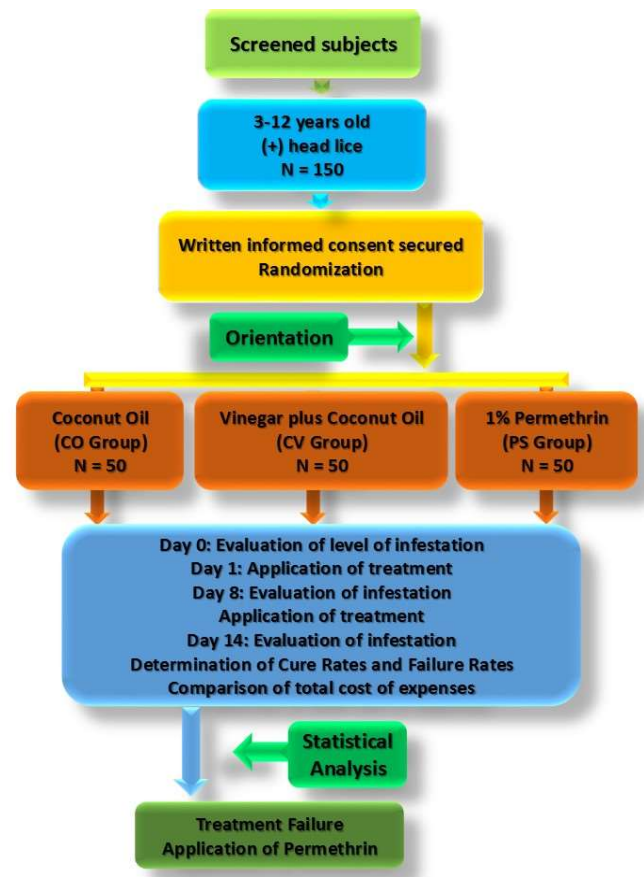 Screened subjects
3-12 years old
(+) head lice
N = 150
Written informed consent secured
Randomization
Orientation
Coconut Oil
(CO Group)
N = 50
Vinegar plus Coconut Oil
(CV Group)
N = 50
1% Permethrin
(PS Group)
N = 50
Day 0: Evaluation of level of infestation
Day 1: Application of treatment
Day 8: Evaluation of infestation
Application of treatment
Day 14: Evaluation of infestation
Determination of Cure Rates and Failure Rates
Comparison of total cost of expenses
Statistical
Analysis
Treatment Failure
Application of Permethrin